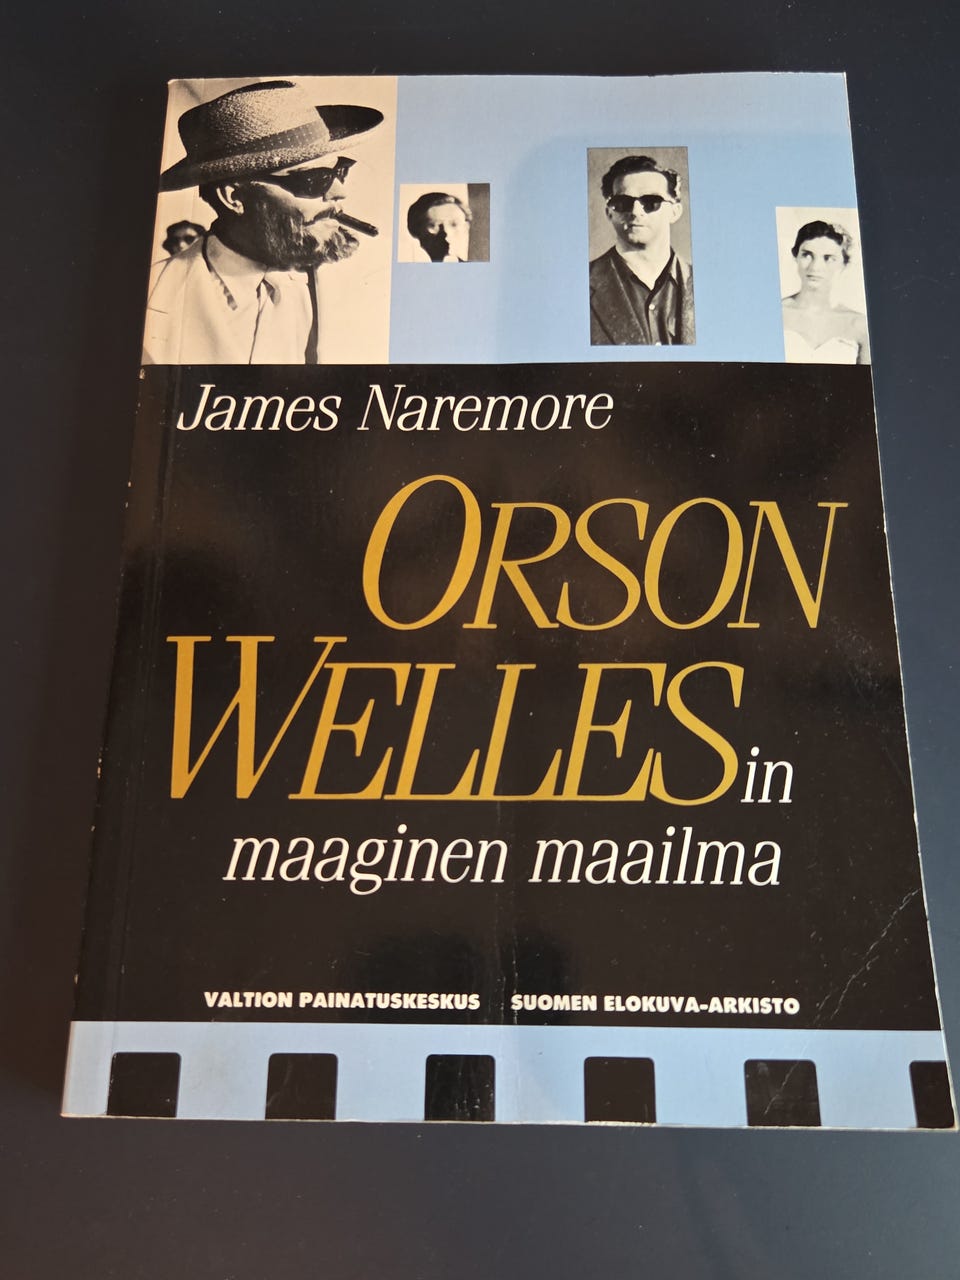 James Naremore
ORSON
WELLESin
maaginen maailma
VALTION PAINATUSKESKUS SUOMEN ELOKUVA-ARKISTO